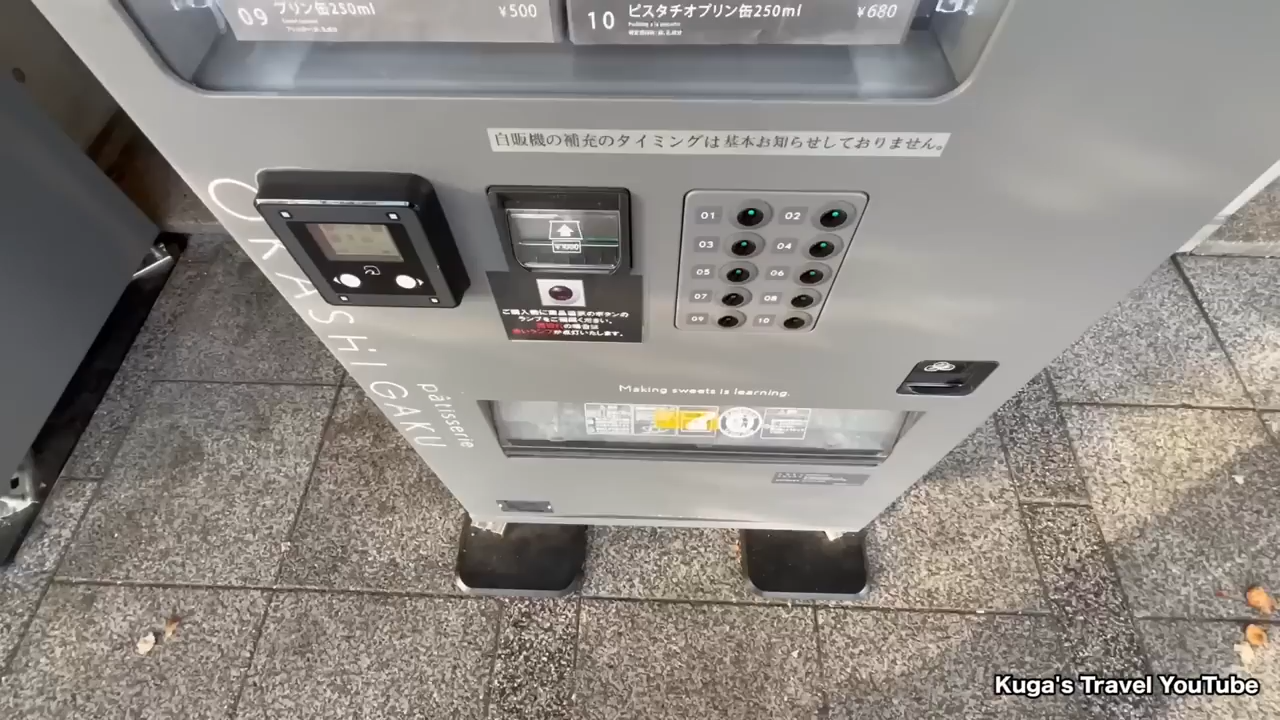 09 プリン缶250ml ¥500
10 ピスタチオプリン缶250ml ¥680
自販機の補充のタイミングは基本お知らせしておりません。
¥1000
01 02
03 04
05 06
07 08
09 10
ご購入前に商品選択のボタンの
ランプをご確認ください。
売切れの場合は
赤いランプが点灯いたします。
OKASHI GAKU
pâtisserie
Making sweets is learning.
Kuga's Travel YouTube